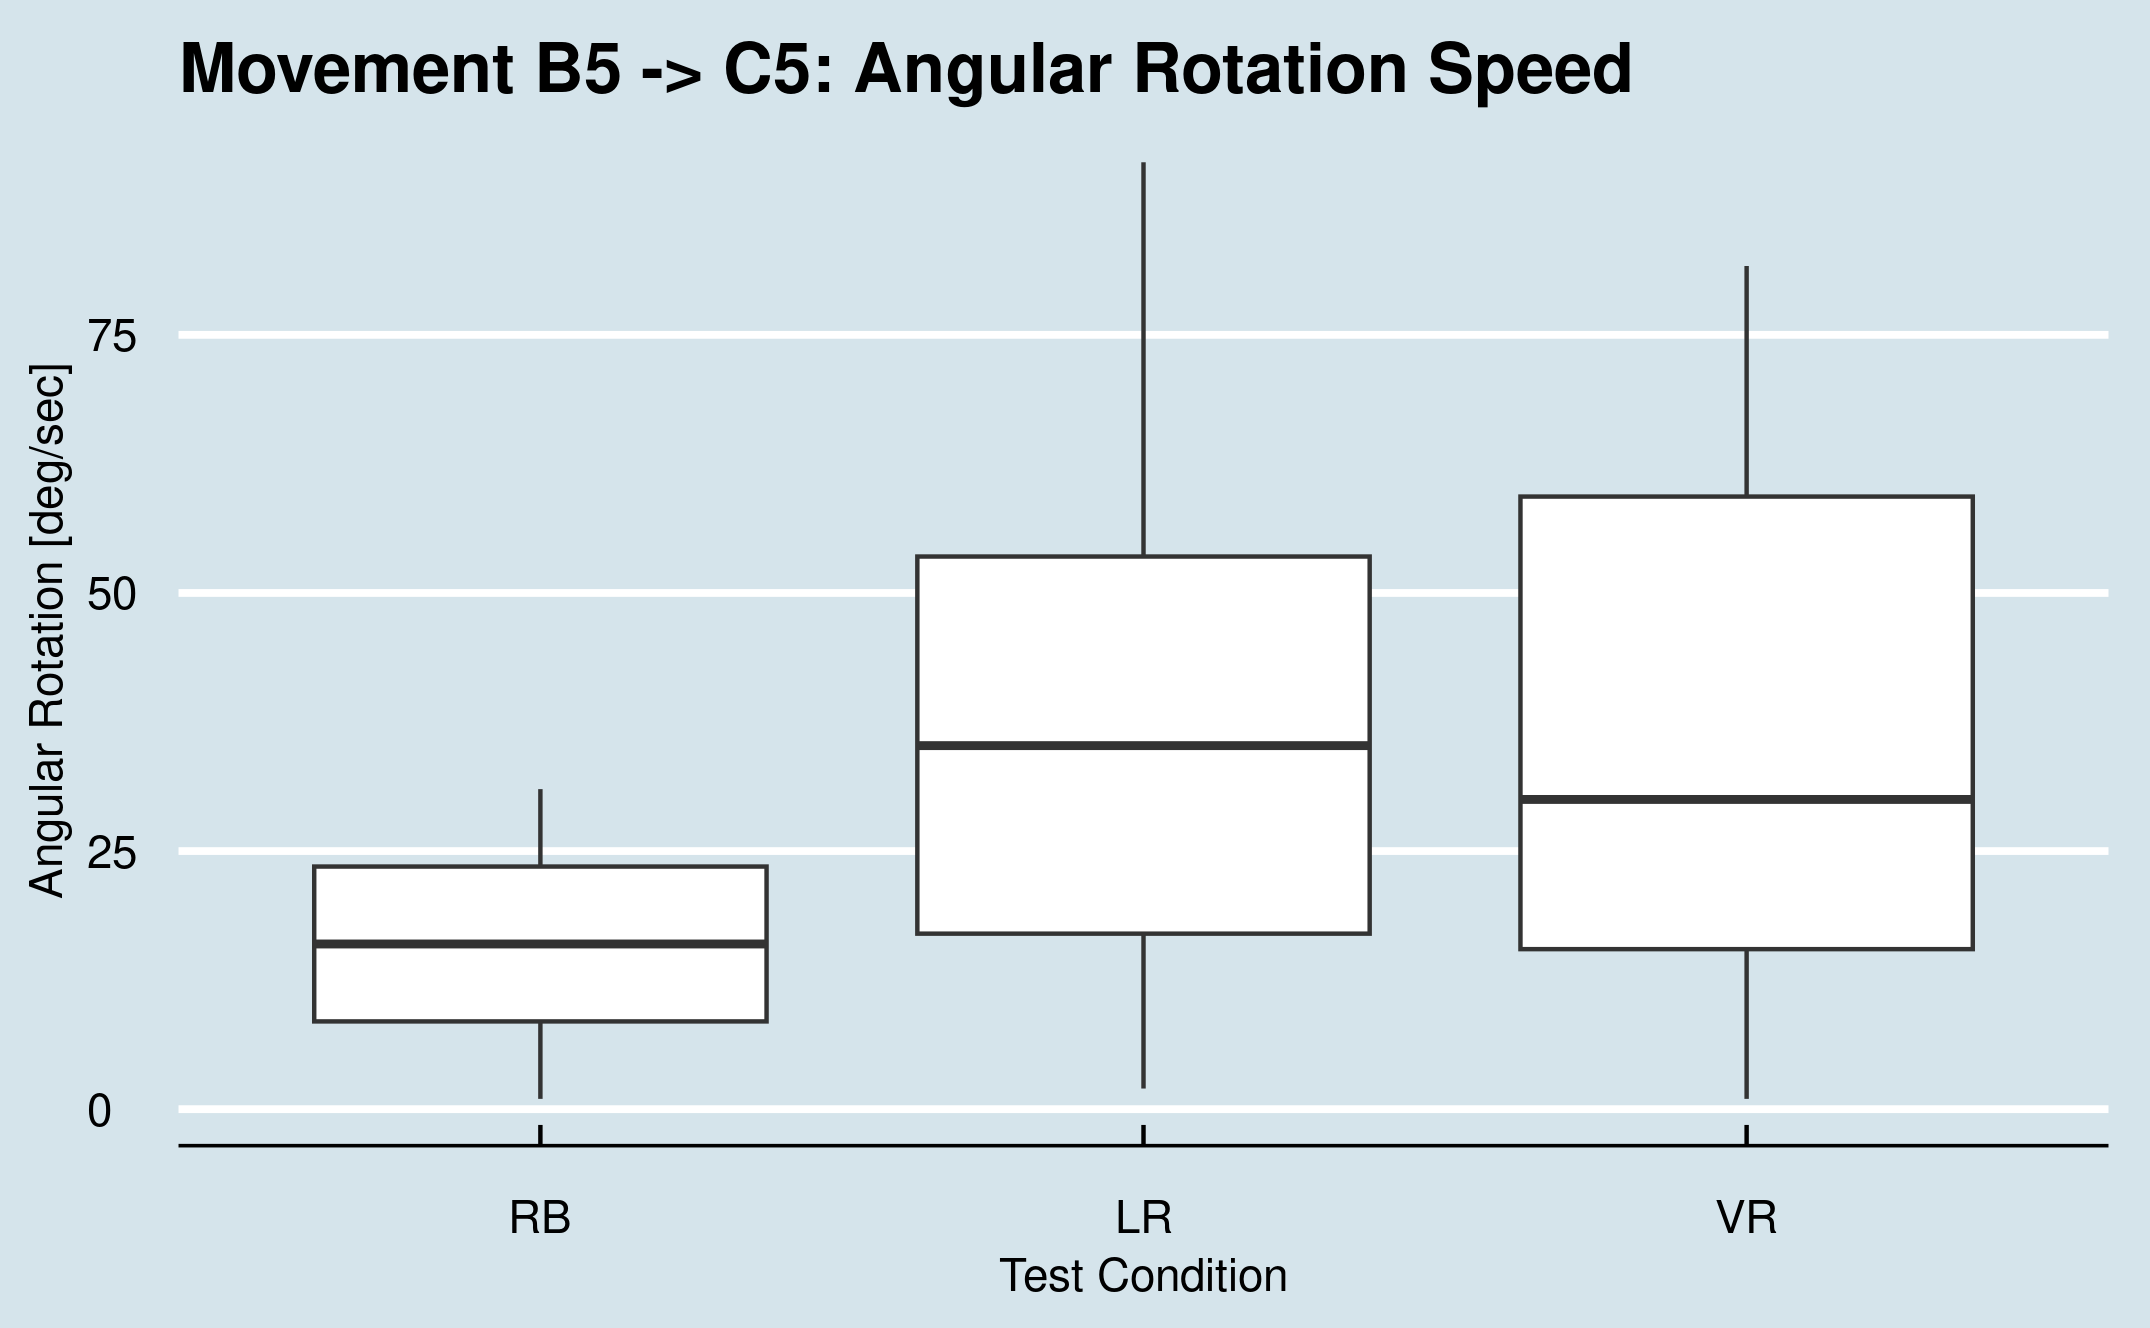 Movement B5 -> C5: Angular Rotation Speed
Angular Rotation [deg/sec]
75
50
25
0
RB LR VR
Test Condition